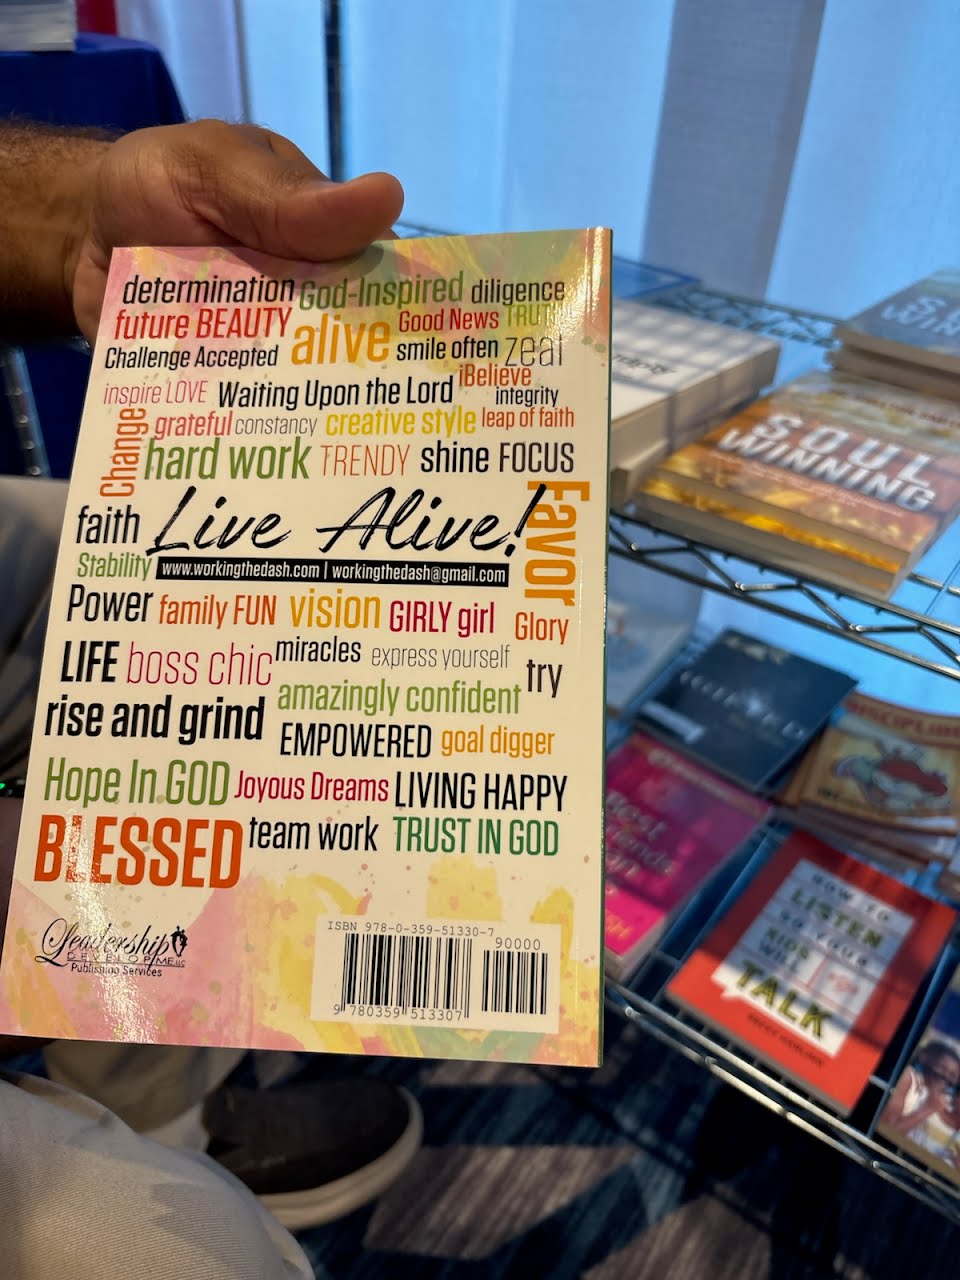 determination God-Inspired diligence
future BEAUTY alive Good News TRUTH
Challenge Accepted smile often zeal
inspire LOVE Waiting Upon the Lord iBelieve
integrity
Change grateful constancy creative style leap of faith
hard work TRENDY shine FOCUS
faith Live Alive! Favor
Stability www.workingthedash.com | workingthedash@gmail.com
Power family FUN vision GIRLY girl Glory
LIFE boss chic miracles express yourself try
amazingly confident
rise and grind EMPOWERED goal digger
Hope In GOD Joyous Dreams LIVING HAPPY
BLESSED team work TRUST IN GOD
Leadership
DEVELOPME LLC
Publishing Services
ISBN 978-0-359-51330-7
90000
9 780359 513307
SOUL
WINNING
HOW TO
LISTEN
TO YOUR
WIFE
TALK